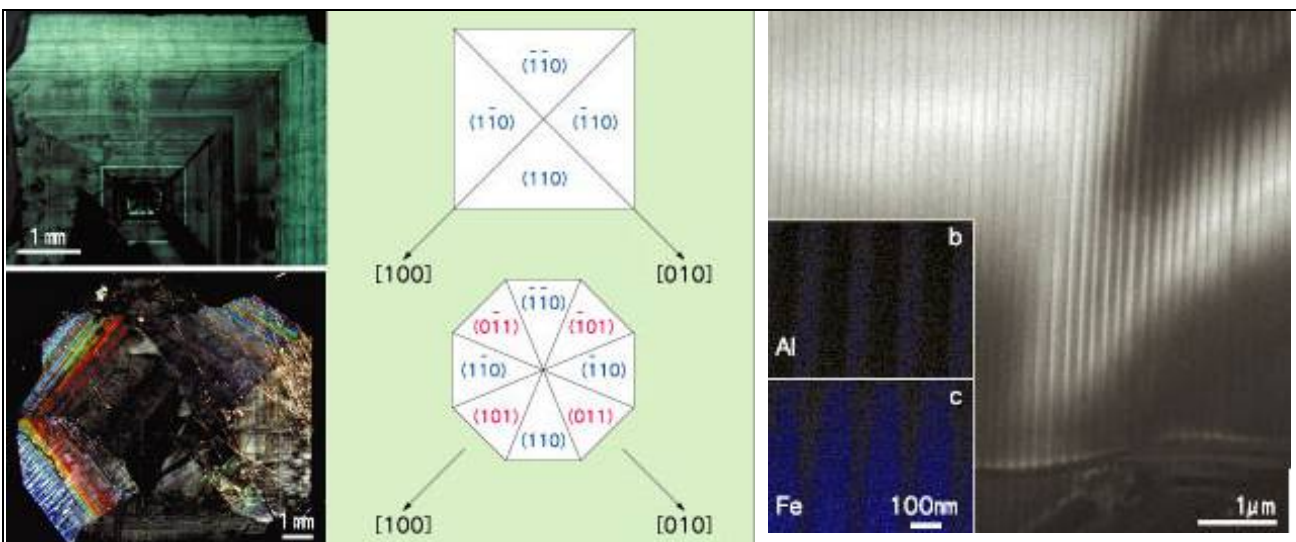 1 mm
(1̄1̄0)
(11̄0) (1̄10)
(110)
[100] [010]
1 mm
(1̄1̄0)
(01̄1) (1̄01)
(11̄0) (1̄10)
(101) (011)
(110)
[100] [010]
b
Al
c
Fe 100nm
1μm